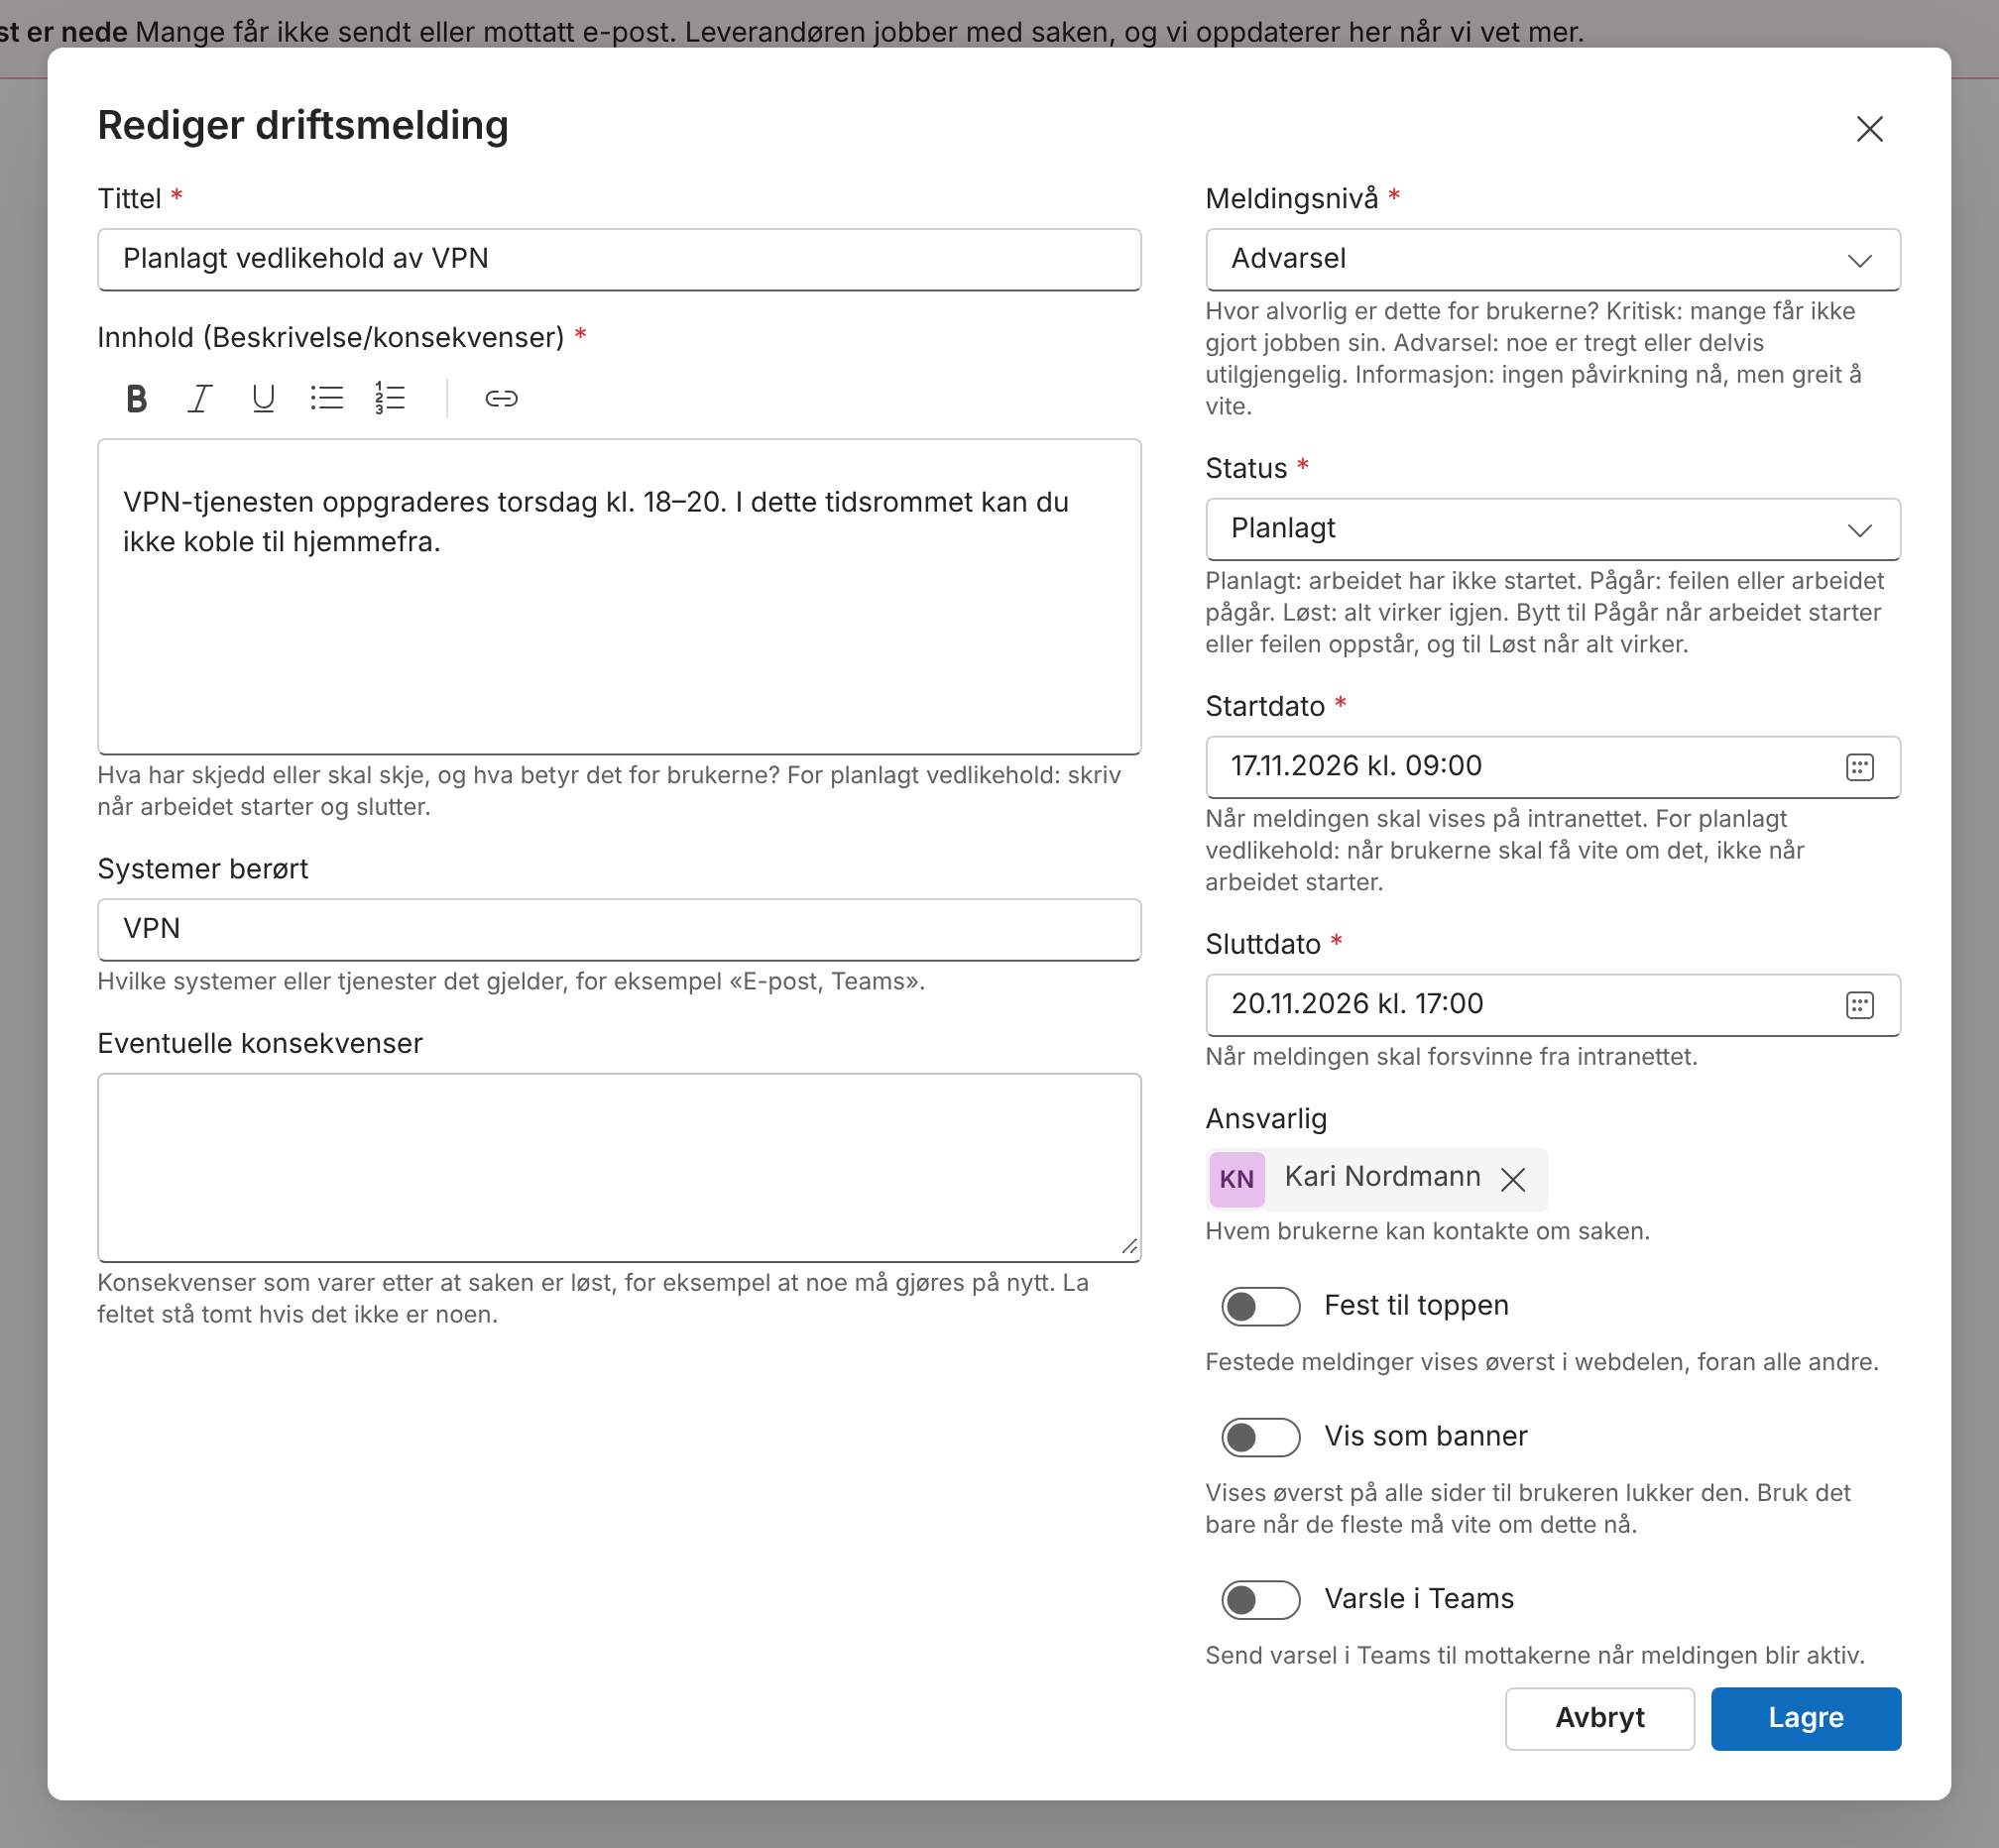 st er nede Mange får ikke sendt eller mottatt e-post. Leverandøren jobber med saken, og vi oppdaterer her når vi vet mer.
Rediger driftsmelding
Tittel *
Planlagt vedlikehold av VPN
Innhold (Beskrivelse/konsekvenser) *
B I U 1 2 3
VPN-tjenesten oppgraderes torsdag kl. 18–20. I dette tidsrommet kan du
ikke koble til hjemmefra.
Hva har skjedd eller skal skje, og hva betyr det for brukerne? For planlagt vedlikehold: skriv
når arbeidet starter og slutter.
Systemer berørt
VPN
Hvilke systemer eller tjenester det gjelder, for eksempel «E-post, Teams».
Eventuelle konsekvenser
Konsekvenser som varer etter at saken er løst, for eksempel at noe må gjøres på nytt. La
feltet stå tomt hvis det ikke er noen.
Meldingsnivå *
Advarsel
Hvor alvorlig er dette for brukerne? Kritisk: mange får ikke
gjort jobben sin. Advarsel: noe er tregt eller delvis
utilgjengelig. Informasjon: ingen påvirkning nå, men greit å
vite.
Status *
Planlagt
Planlagt: arbeidet har ikke startet. Pågår: feilen eller arbeidet
pågår. Løst: alt virker igjen. Bytt til Pågår når arbeidet starter
eller feilen oppstår, og til Løst når alt virker.
Startdato *
17.11.2026 kl. 09:00
Når meldingen skal vises på intranettet. For planlagt
vedlikehold: når brukerne skal få vite om det, ikke når
arbeidet starter.
Sluttdato *
20.11.2026 kl. 17:00
Når meldingen skal forsvinne fra intranettet.
Ansvarlig
KN Kari Nordmann
Hvem brukerne kan kontakte om saken.
Fest til toppen
Festede meldinger vises øverst i webdelen, foran alle andre.
Vis som banner
Vises øverst på alle sider til brukeren lukker den. Bruk det
bare når de fleste må vite om dette nå.
Varsle i Teams
Send varsel i Teams til mottakerne når meldingen blir aktiv.
Avbryt Lagre